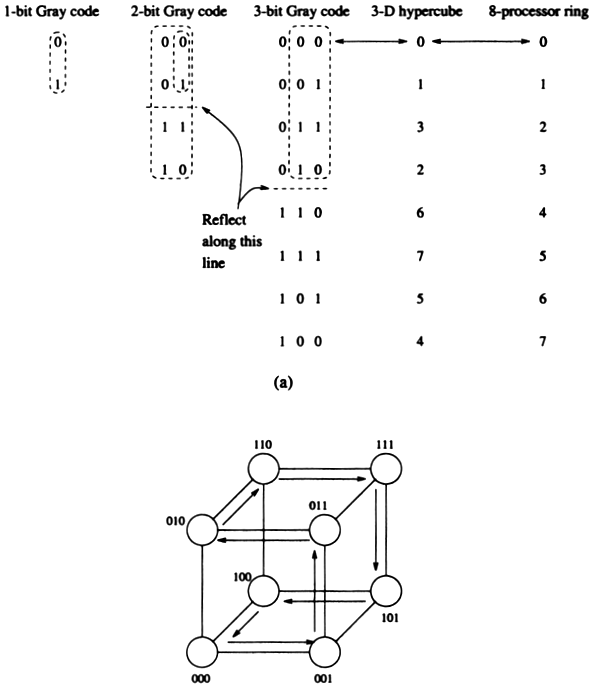 1-bit Gray code 2-bit Gray code 3-bit Gray code 3-D hypercube 8-processor ring
0 0 0 0 0 0 0 0
1 0 1 0 0 1 1 1
1 1 0 1 1 3 2
1 0 0 1 0 2 3
1 1 0 6 4
1 1 1 7 5
1 0 1 5 6
1 0 0 4 7
Reflect
along this
line
(a)
110 111
010 011
100 101
000 001